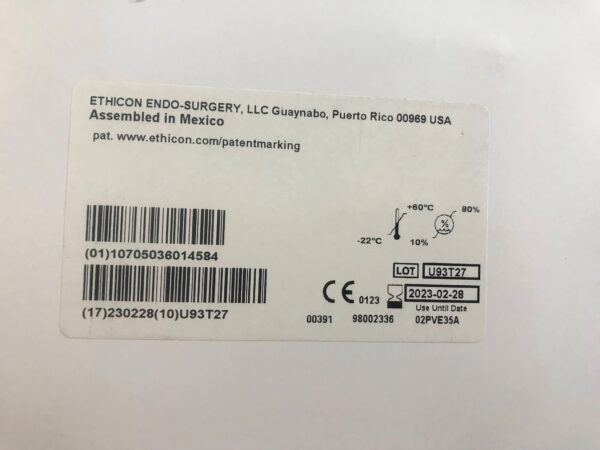 ETHICON ENDO-SURGERY, LLC Guaynabo, Puerto Rico 00969 USA
Assembled in Mexico
pat. www.ethicon.com/patentmarking
+60°C
80%
%
-22°C
10%
(01)10705036014584
LOT U93T27
CE 0123 2023-02-28
Use Until Date
(17)230228(10)U93T27
00391 98002336 02PVE35A